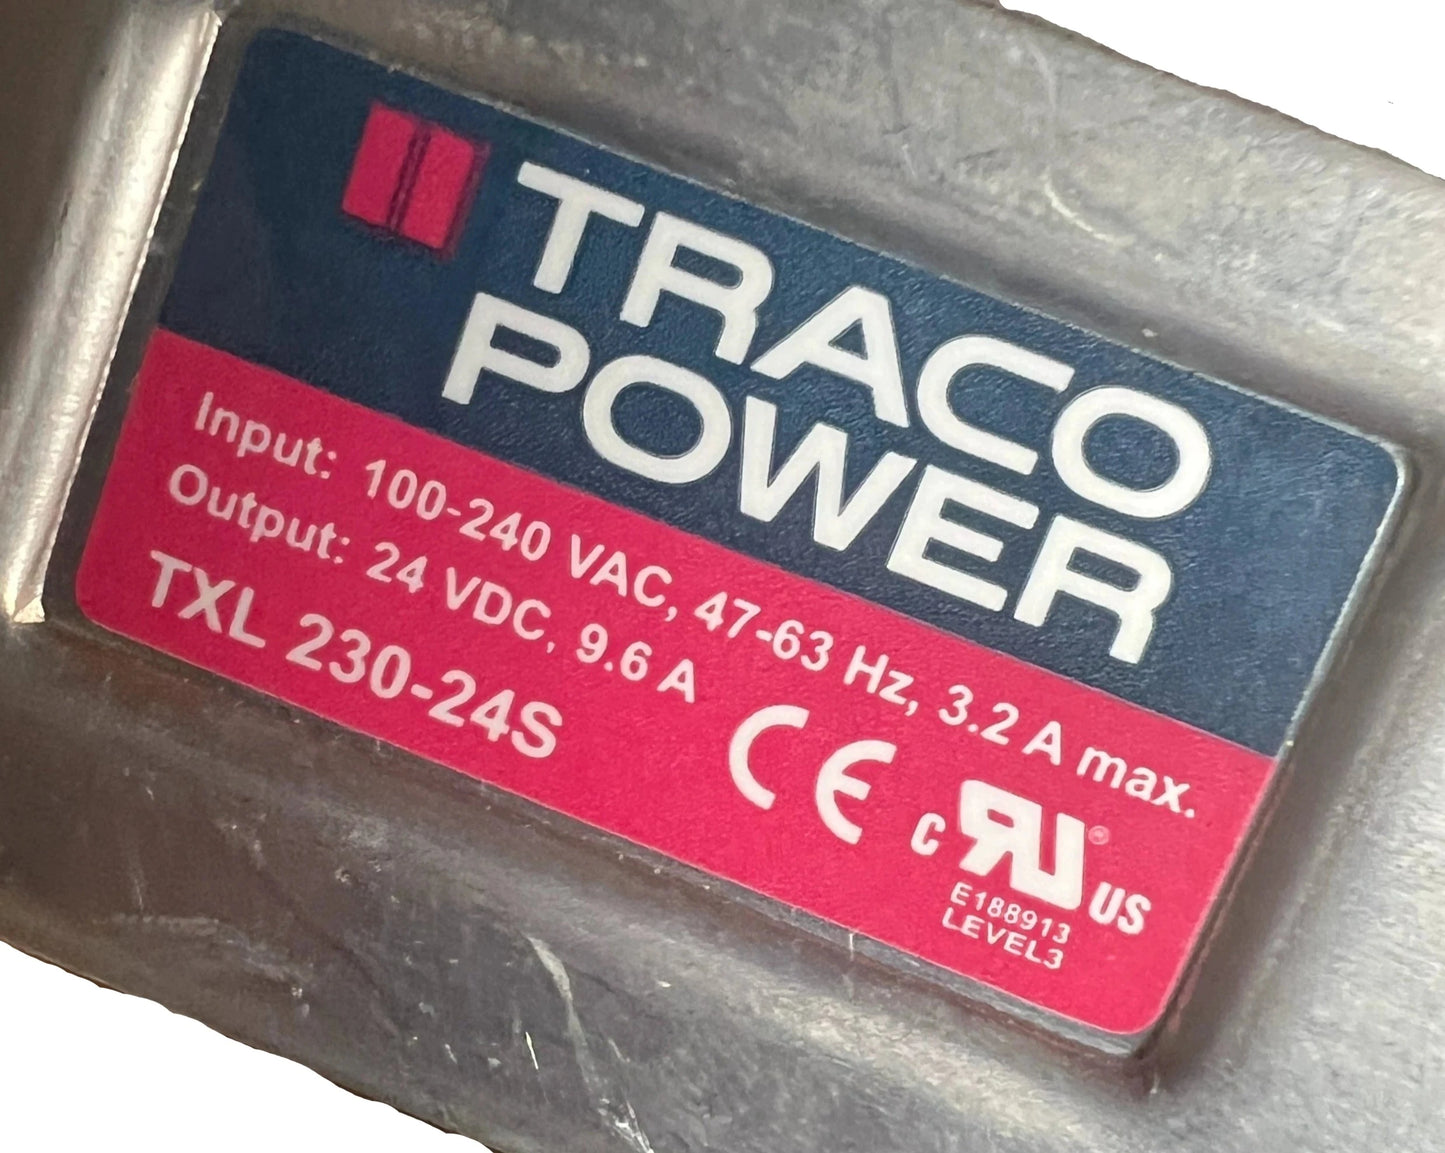 TRACO
POWER
Input: 100-240 VAC, 47-63 Hz, 3.2 A max.
Output: 24 VDC, 9.6 A
TXL 230-24S
CE
c RU ® US
E188913
LEVEL3